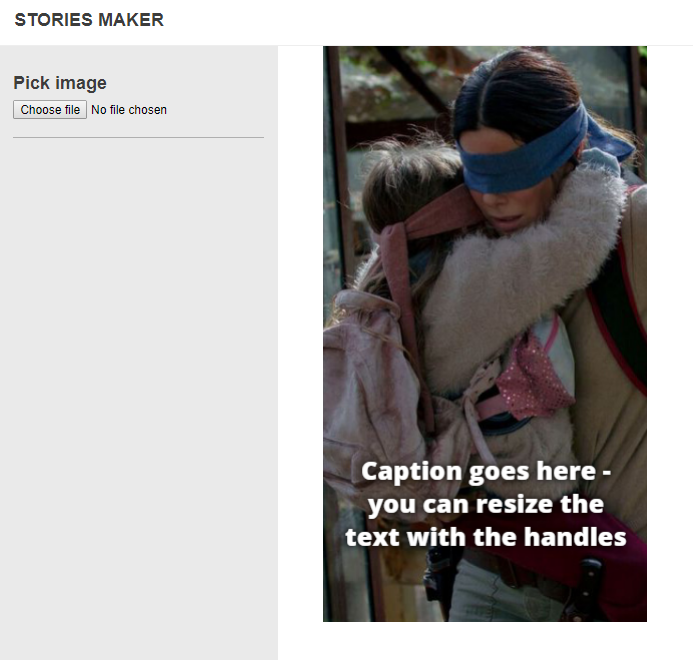 STORIES MAKER
Pick image
Choose file No file chosen
Caption goes here -
you can resize the
text with the handles